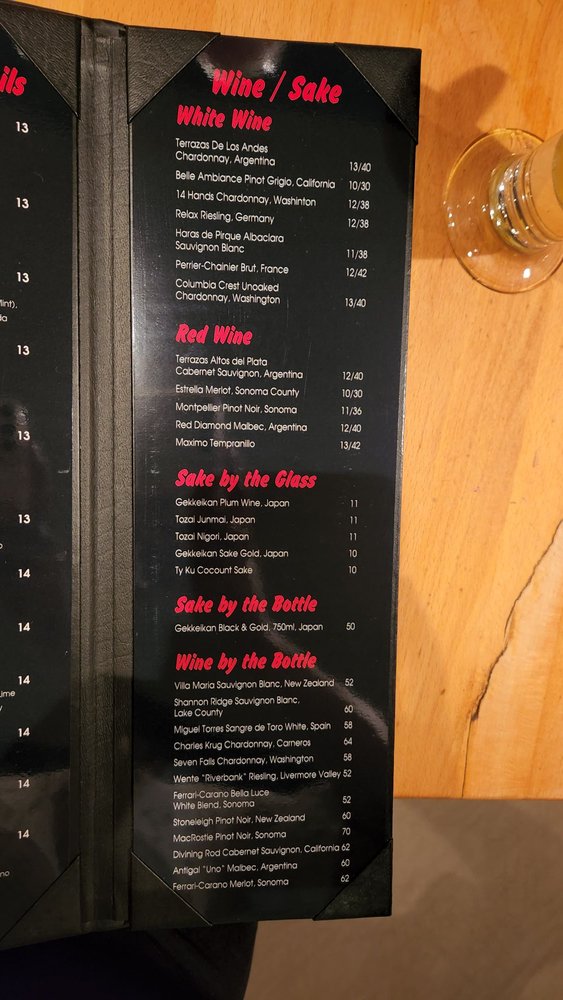 ils
13
13
13
Mint),
da
13
13
13
14
14
14
lime
14
14
14
Wine / Sake
White Wine
Terrazas De Los Andes
Chardonnay, Argentina 13/40
Belle Ambiance Pinot Grigio, California 10/30
14 Hands Chardonnay, Washinton 12/38
Relax Riesling, Germany 12/38
Haras de Pirque Albaclara
Sauvignon Blanc 11/38
Perrier-Chainier Brut, France 12/42
Columbia Crest Unoaked
Chardonnay, Washington 13/40
Red Wine
Terrazas Altos del Plata
Cabernet Sauvignon, Argentina 12/40
Estrella Merlot, Sonoma County 10/30
Montpellier Pinot Noir, Sonoma 11/36
Red Diamond Malbec, Argentina 12/40
Maximo Tempranillo 13/42
Sake by the Glass
Gekkeikan Plum Wine, Japan 11
Tozai Junmai, Japan 11
Tozai Nigori, Japan 11
Gekkeikan Sake Gold, Japan 10
Ty Ku Cocount Sake 10
Sake by the Bottle
Gekkeikan Black & Gold, 750ml, Japan 50
Wine by the Bottle
Villa Maria Sauvignon Blanc, New Zealand 52
Shannon Ridge Sauvignon Blanc,
Lake County 60
Miguel Torres Sangre de Toro White, Spain 58
Charles Krug Chardonnay, Carneros 64
Seven Falls Chardonnay, Washington 58
Wente "Riverbank" Riesling, Livermore Valley 52
Ferrari-Carano Bella Luce
White Blend, Sonoma 52
Stoneleigh Pinot Noir, New Zealand 60
MacRostie Pinot Noir, Sonoma 70
Divining Rod Cabernet Sauvignon, California 62
Antigal "Uno" Malbec, Argentina 60
Ferrari-Carano Merlot, Sonoma 62